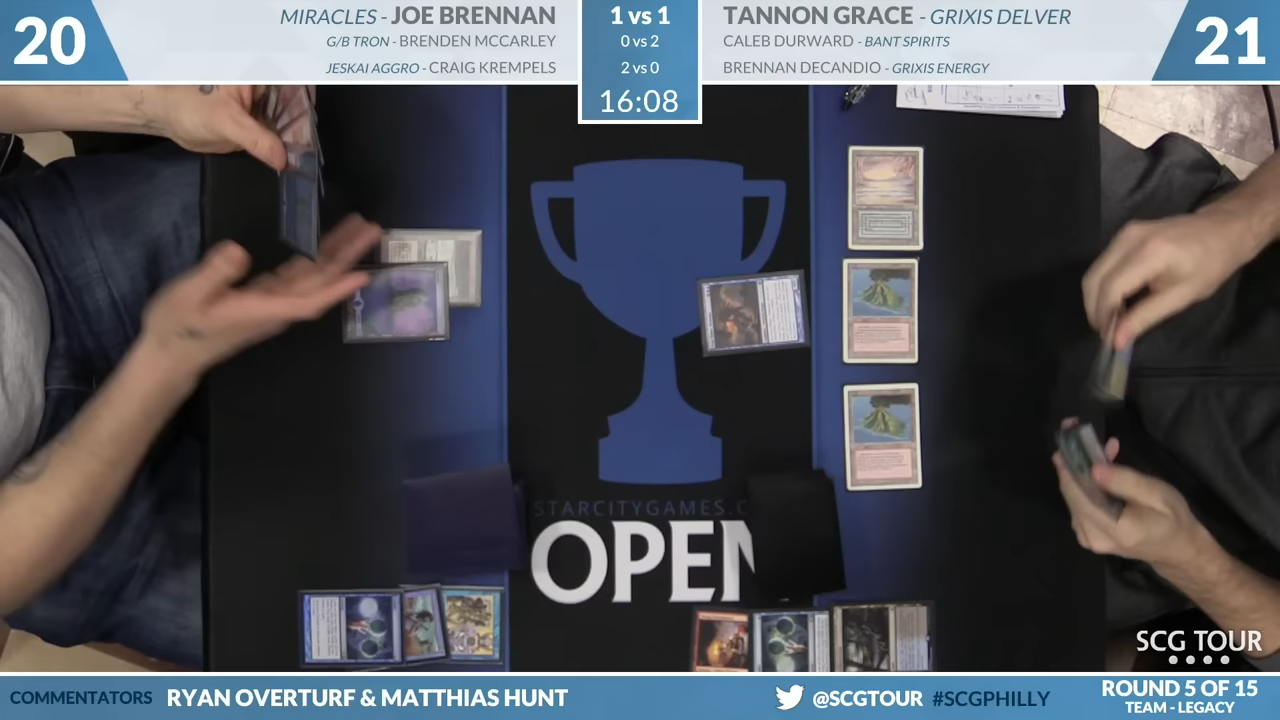 20
MIRACLES - JOE BRENNAN
G/B TRON - BRENDEN MCCARLEY
JESKAI AGGRO - CRAIG KREMPELS
1 vs 1
0 vs 2
2 vs 0
16:08
TANNON GRACE - GRIXIS DELVER
CALEB DURWARD - BANT SPIRITS
BRENNAN DECANDIO - GRIXIS ENERGY
21
STARCITYGAMES.C
OPEN
SCG TOUR
COMMENTATORS RYAN OVERTURF & MATTHIAS HUNT
@SCGTOUR #SCGPHILLY
ROUND 5 OF 15
TEAM - LEGACY